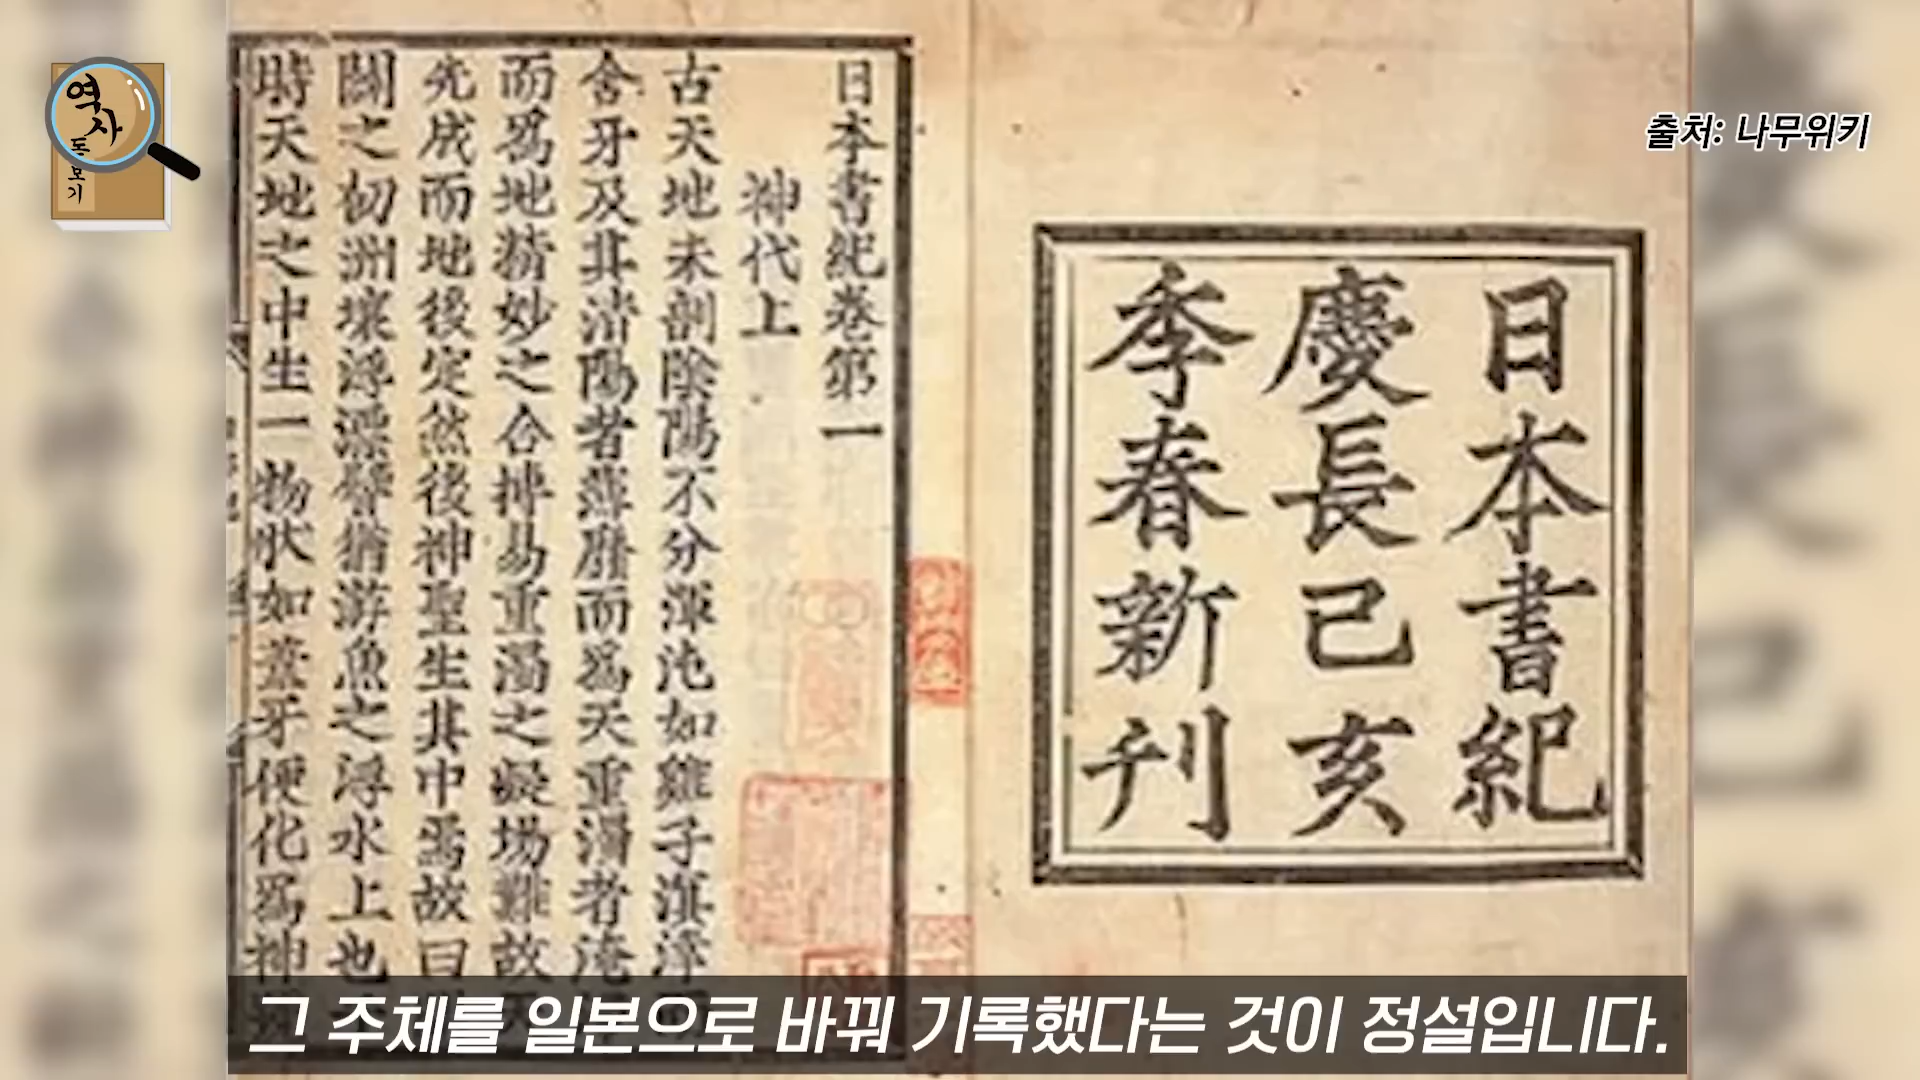 역사
돋보기
출처: 나무위키
日本書紀
慶長己亥
季春新刊
日本書紀卷第一
神代上
古天地未剖陰陽不分渾沌如雞子溟涬
含牙及其淸陽者薄靡而爲天重濁者淹
而爲地精妙之合摶易重濁之凝場難故
先成而地後定然後神聖生其中焉故曰
闢之初洲壤浮漂譬猶游魚之浮水上也
時天地之中生一物狀如葦牙便化爲神
그 주체를 일본으로 바꿔 기록했다는 것이 정설입니다.